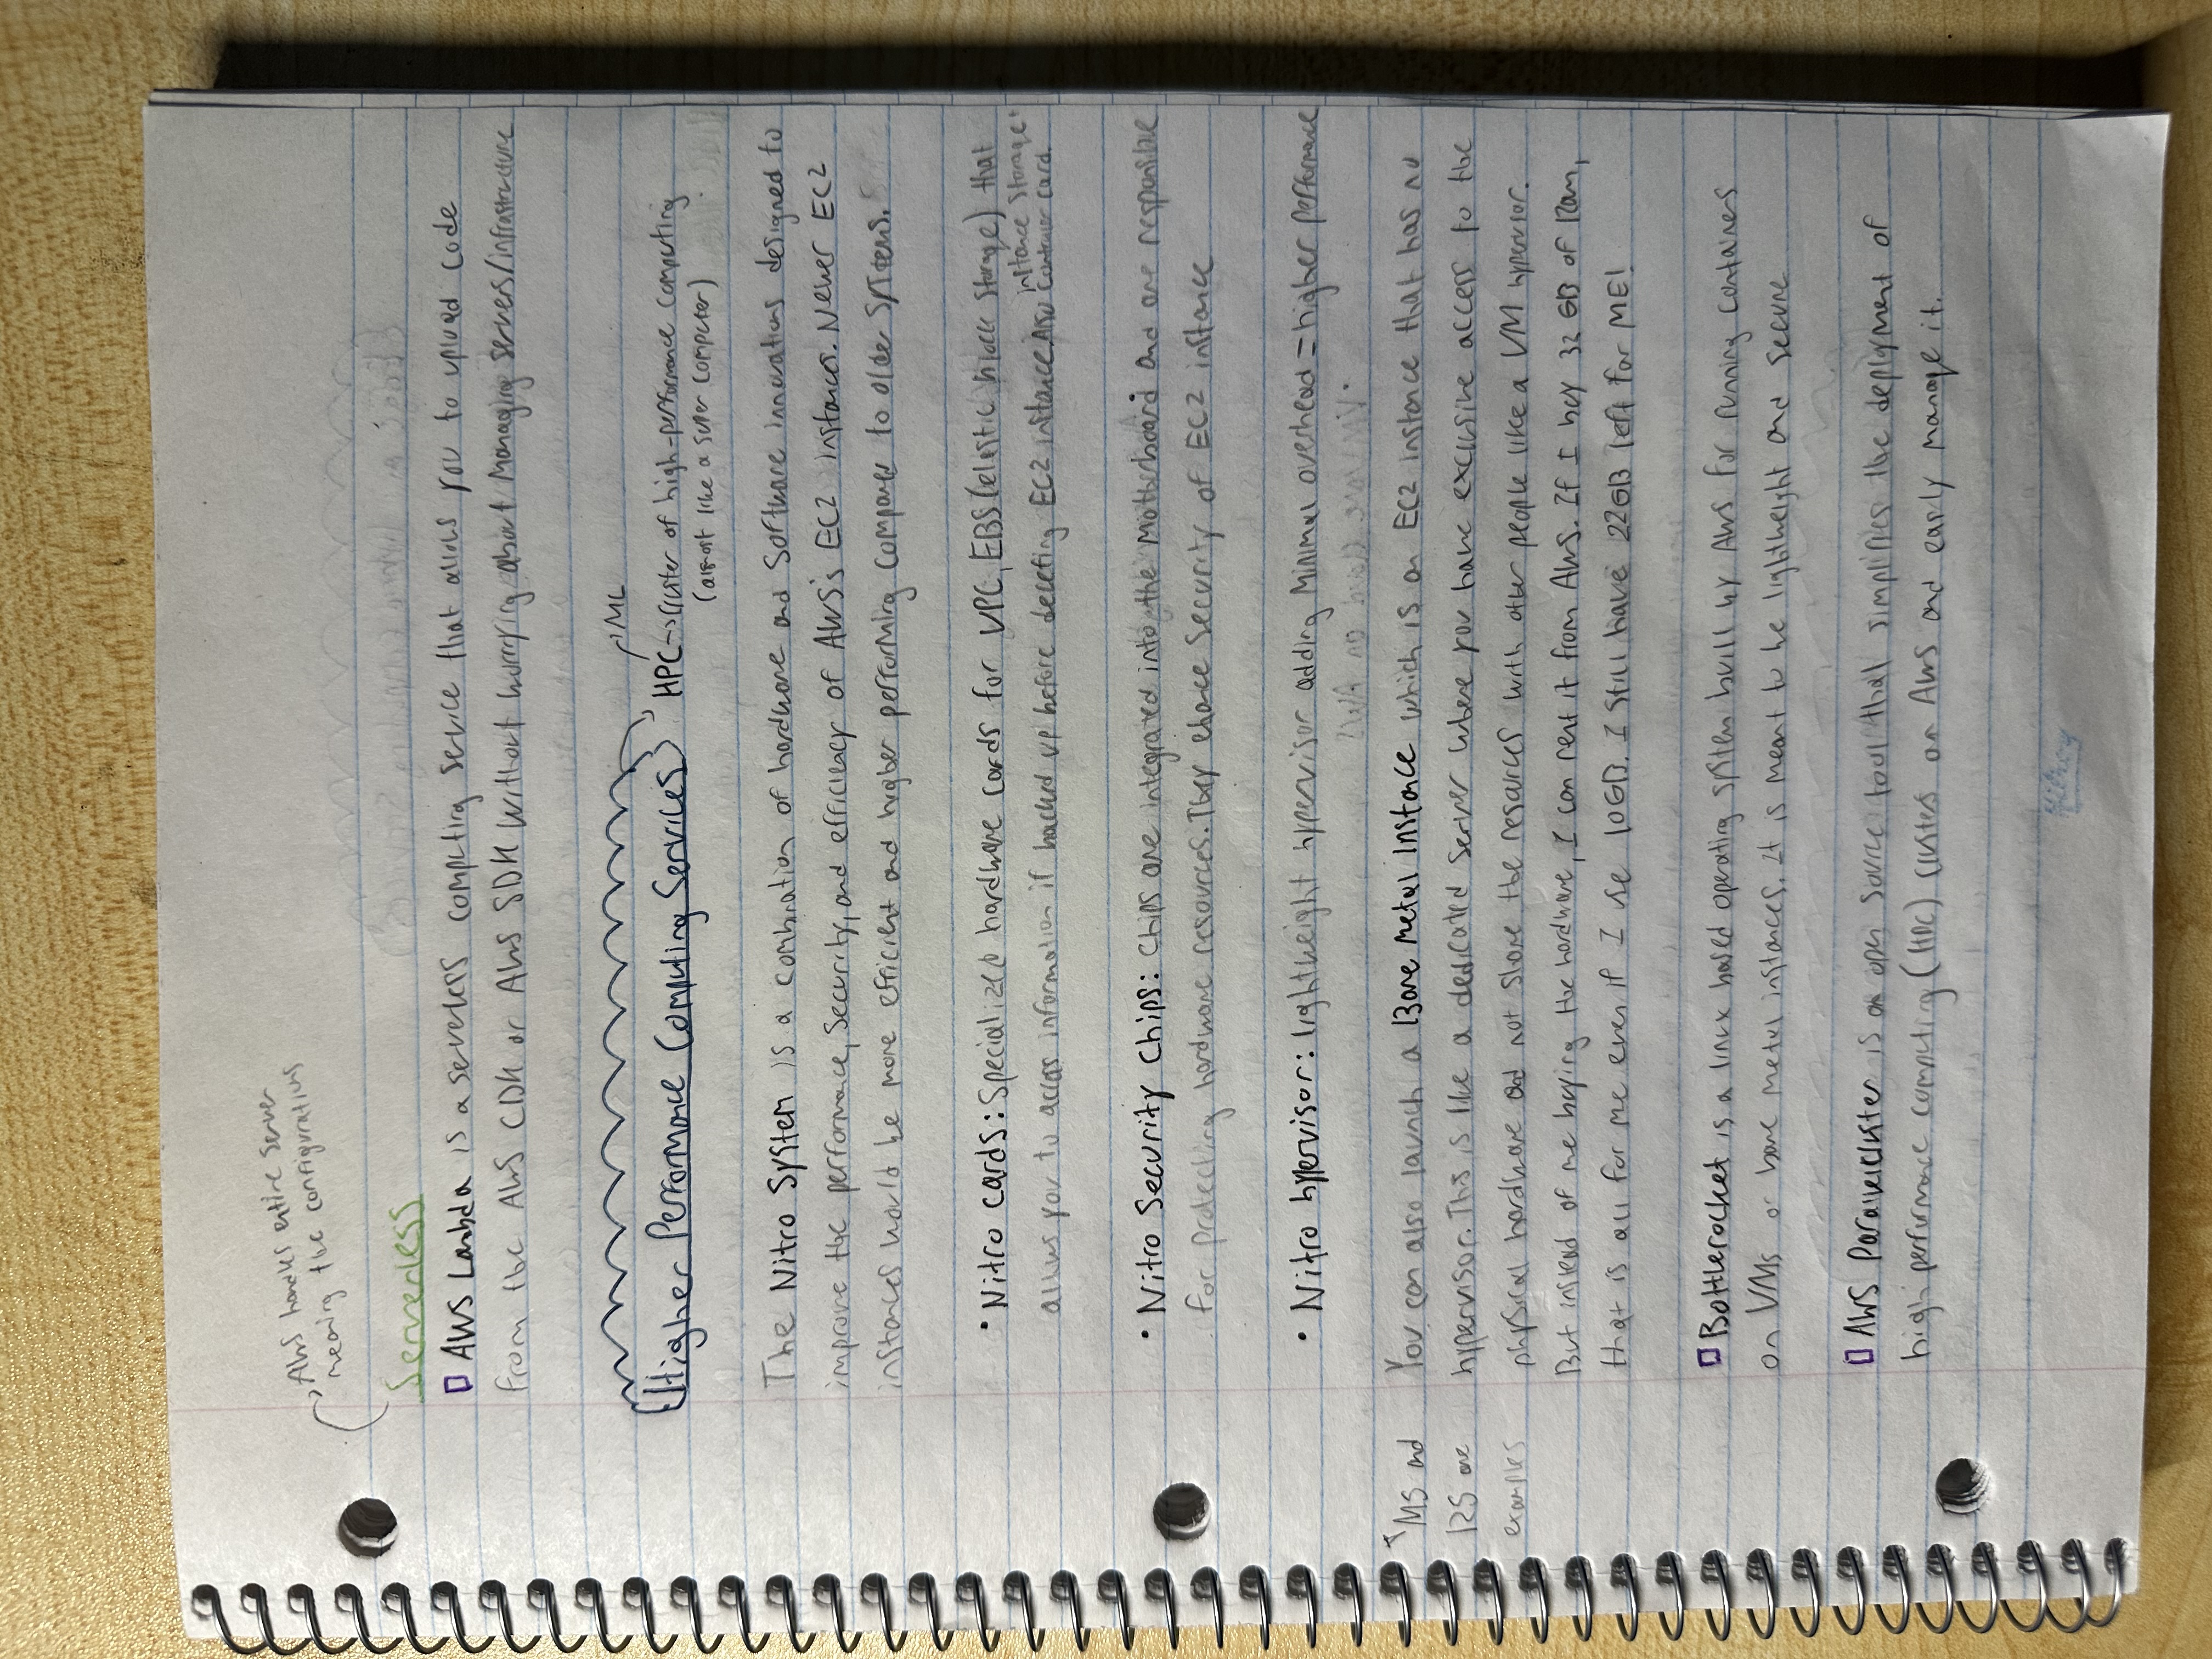 AWS handles entire server
meaning the configurations
Serverless
AWS Lambda is a serverless computing service that allows you to upload code
from the AWS CDK or AWS SDK without worrying about managing servers/infrastructure
ML
Higher Performance Computing Services HPC→cluster of high-performance computing
(almost like a super computer)
The Nitro System is a combination of hardware and software innovations designed to
improve the performance, security, and efficiency of AWS's EC2 instances. Newer EC2
instances would be more efficient and higher performing compared to older systems.
• Nitro cards: Specialized hardware cards for VPC, EBS (elastic block storage) that
instance storage
allows you to access information if backed up before deleting EC2 instance. Also controller card.
• Nitro Security Chips: Chips are integrated into the motherboard and are responsible
for protecting hardware resources. They ehance security of EC2 instance
• Nitro hypervisor: lightweight hypervisor adding minimal overhead = higher performance
M5 and
R5 are
examples
You can also launch a Bare Metal Instance which is an EC2 instance that has no
hypervisor. This is like a dedicated server where you have exclusive access to the
physical hardware and not share the resources with other people like a VM hypervisor.
But instead of me buying the hardware, I can rent it from AWS. If I buy 32 GB of Ram,
that is all for me even if I use 10GB. I still have 22GB left for ME!
Bottlerocket is a linux based operating system built by AWS for running containers
on VMs or bare metal instances. It is meant to be lightweight and secure
AWS Parallelcluster is an open source tool that simplifies the deployment of
high performance computing (HPC) clusters on AWS and easily manage it.
Hilroy